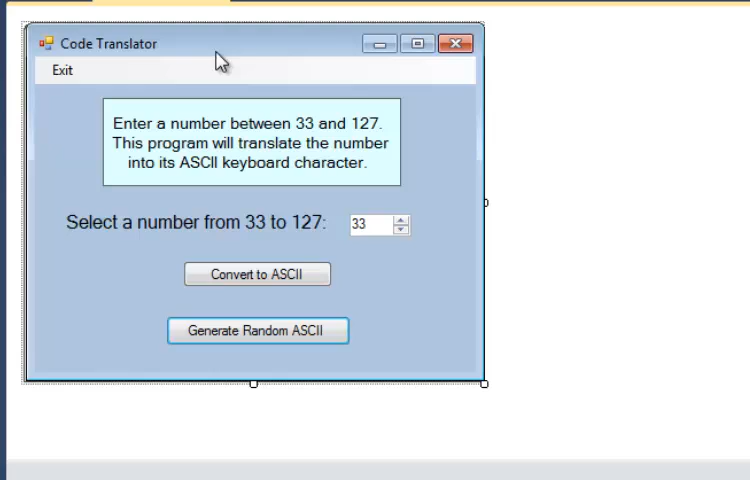 Code Translator
Exit
Enter a number between 33 and 127.
This program will translate the number
into its ASCII keyboard character.
Select a number from 33 to 127: 33
Convert to ASCII
Generate Random ASCII